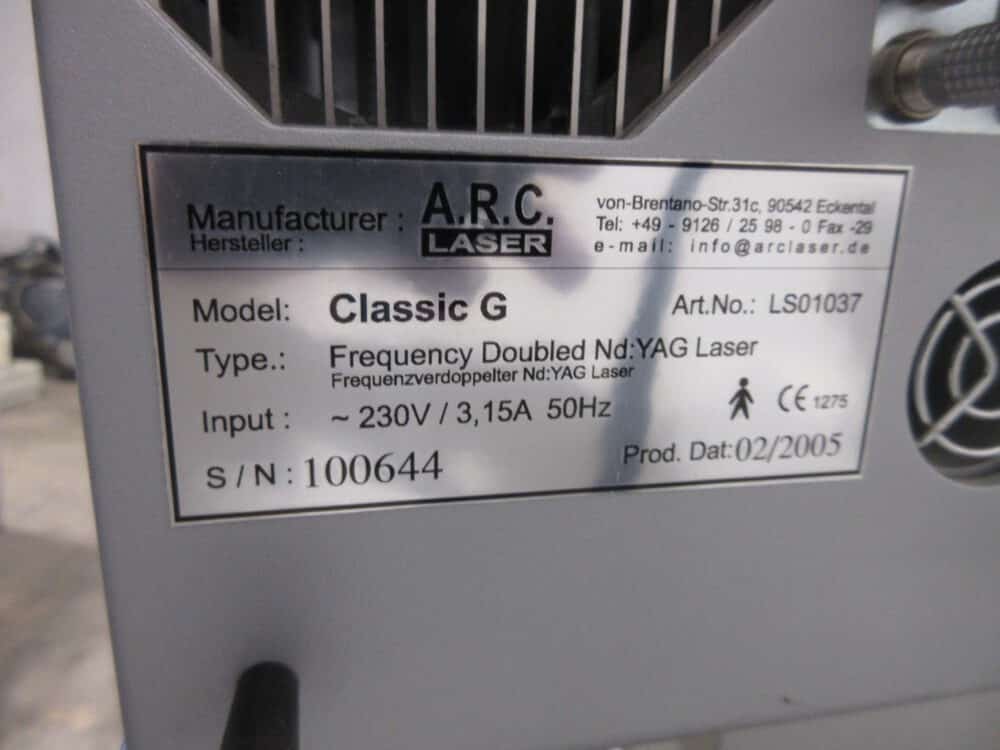 Manufacturer : A.R.C.
Hersteller : LASER
von-Brentano-Str.31c, 90542 Eckental
Tel: +49 - 9126 / 25 98 - 0 Fax -29
e-mail: info@arclaser.de
Model: Classic G Art.No.: LS01037
Type.: Frequency Doubled Nd:YAG Laser
Frequenzverdoppelter Nd:YAG Laser
Input : ~ 230V / 3,15A 50Hz CE 1275
S / N : 100644 Prod. Dat: 02/2005